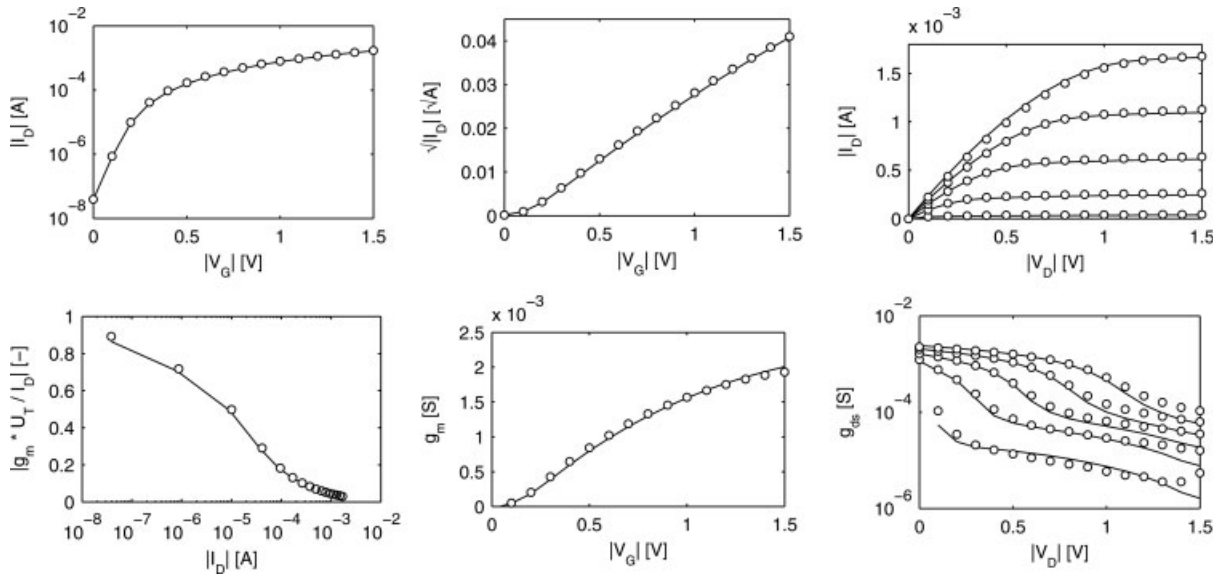 10⁻²
10⁻⁴
10⁻⁶
10⁻⁸
|I_D| [A]
0 0.5 1 1.5
|V_G| [V]
0.04
0.03
0.02
0.01
0
√|I_D| [√A]
0 0.5 1 1.5
|V_G| [V]
x 10⁻³
1.5
1
0.5
0
|I_D| [A]
0 0.5 1 1.5
|V_D| [V]
1
0.8
0.6
0.4
0.2
0
|g_m * U_T / I_D| [-]
10⁻⁸ 10⁻⁷ 10⁻⁶ 10⁻⁵ 10⁻⁴ 10⁻³ 10⁻²
|I_D| [A]
x 10⁻³
2.5
2
1.5
1
0.5
0
g_m [S]
0 0.5 1 1.5
|V_G| [V]
10⁻²
10⁻⁴
10⁻⁶
g_ds [S]
0 0.5 1 1.5
|V_D| [V]